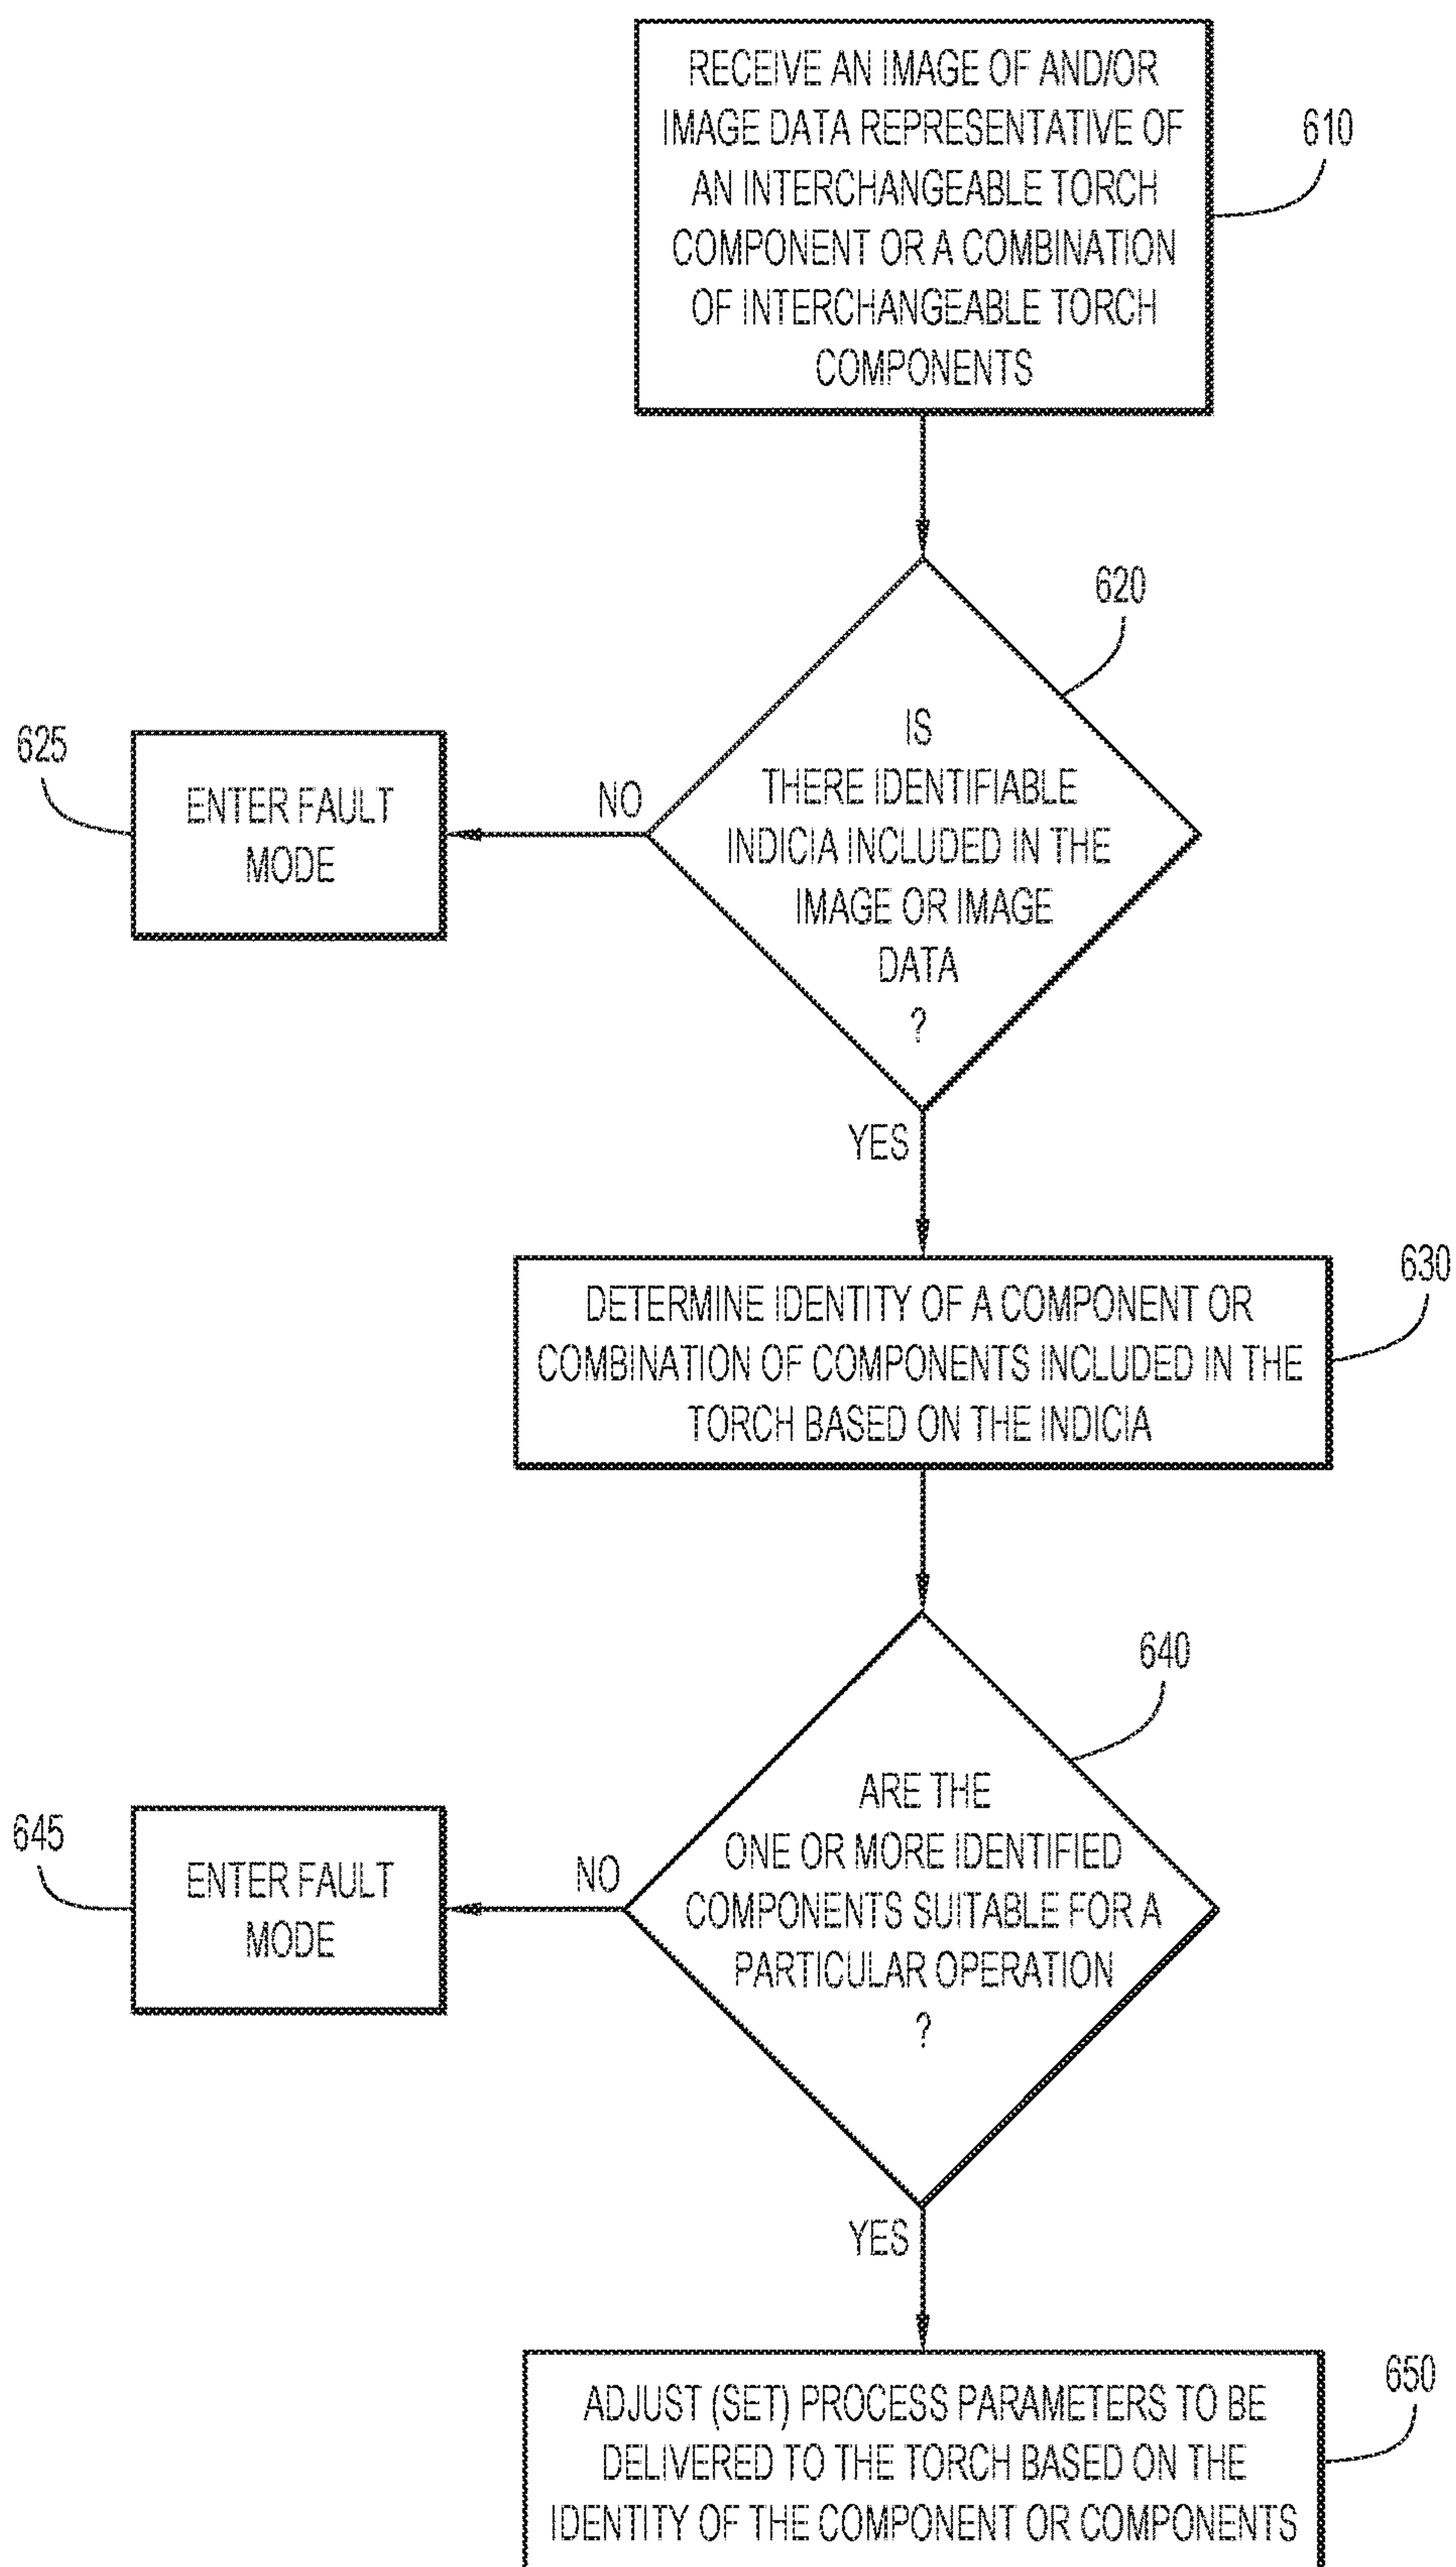 RECEIVE AN IMAGE OF AND/OR
IMAGE DATA REPRESENTATIVE OF
AN INTERCHANGEABLE TORCH
COMPONENT OR A COMBINATION
OF INTERCHANGEABLE TORCH
COMPONENTS
610
620
IS
THERE IDENTIFIABLE
INDICIA INCLUDED IN THE
IMAGE OR IMAGE
DATA
?
NO
625
ENTER FAULT
MODE
YES
630
DETERMINE IDENTITY OF A COMPONENT OR
COMBINATION OF COMPONENTS INCLUDED IN THE
TORCH BASED ON THE INDICIA
640
ARE THE
ONE OR MORE IDENTIFIED
COMPONENTS SUITABLE FOR A
PARTICULAR OPERATION
?
NO
645
ENTER FAULT
MODE
YES
650
ADJUST (SET) PROCESS PARAMETERS TO BE
DELIVERED TO THE TORCH BASED ON THE
IDENTITY OF THE COMPONENT OR COMPONENTS